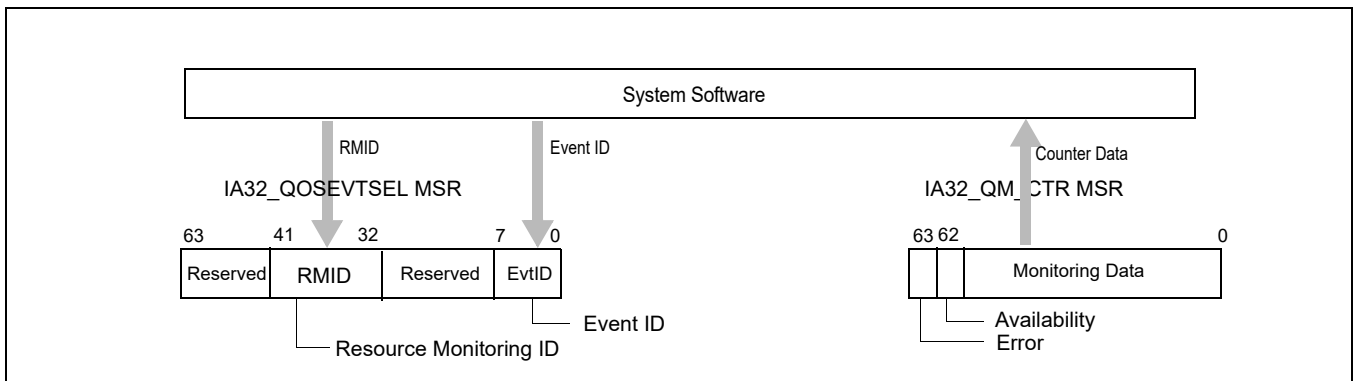 System Software
RMID
Event ID
Counter Data
IA32_QOSEVTSEL MSR
IA32_QM_CTR MSR
63 41 32 7 0
63 62 0
Reserved RMID Reserved EvtID
Monitoring Data
Event ID
Resource Monitoring ID
Availability
Error